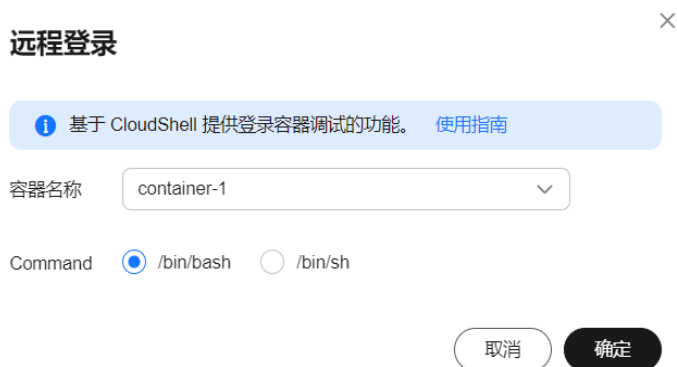 远程登录
基于 CloudShell 提供登录容器调试的功能。 使用指南
容器名称 container-1
Command /bin/bash /bin/sh
取消 确定